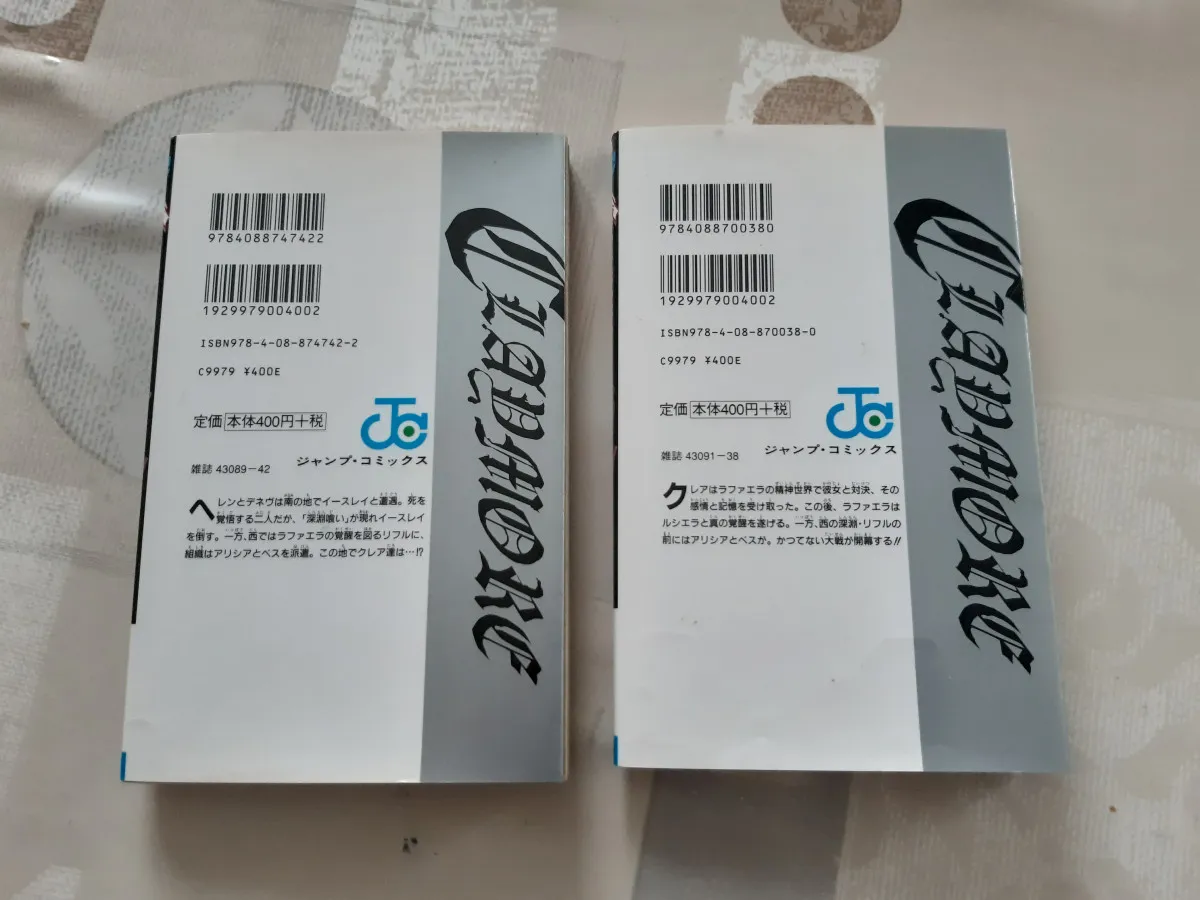 9784088747422
1929979004002
ISBN978-4-08-874742-2
C9979 ¥400E
定価 本体400円+税
ジャンプ・コミックス
雑誌 43089-42
ヘレンとデネヴは南の地でイースレイと遭遇。死を
覚悟する二人だが、「深淵喰い」が現れイースレイ
を倒す。一方、西ではラファエラの覚醒を図るリフルに、
組織はアリシアとベスを派遣。この地でクレア達は…!?
CLAYMORE
9784088700380
1929979004002
ISBN978-4-08-870038-0
C9979 ¥400E
定価 本体400円+税
ジャンプ・コミックス
雑誌 43091-38
クレアはラファエラの精神世界で彼女と対決、その
感情と記憶を受け取った。この後、ラファエラは
ルシエラと真の覚醒を遂げる。一方、西の深淵・リフルの
前にはアリシアとベスが。かつてない大戦が開幕する!!
CLAYMORE